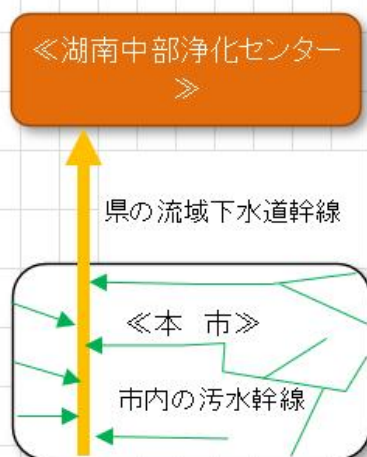 ≪湖南中部浄化センター
≫
県の流域下水道幹線
≪本　市≫
市内の汚水幹線